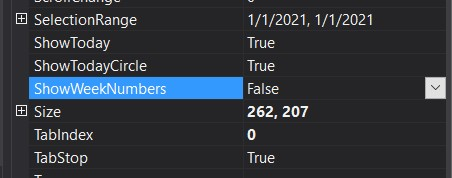 SelectionRange 1/1/2021, 1/1/2021
ShowToday True
ShowTodayCircle True
ShowWeekNumbers False
Size 262, 207
TabIndex 0
TabStop True